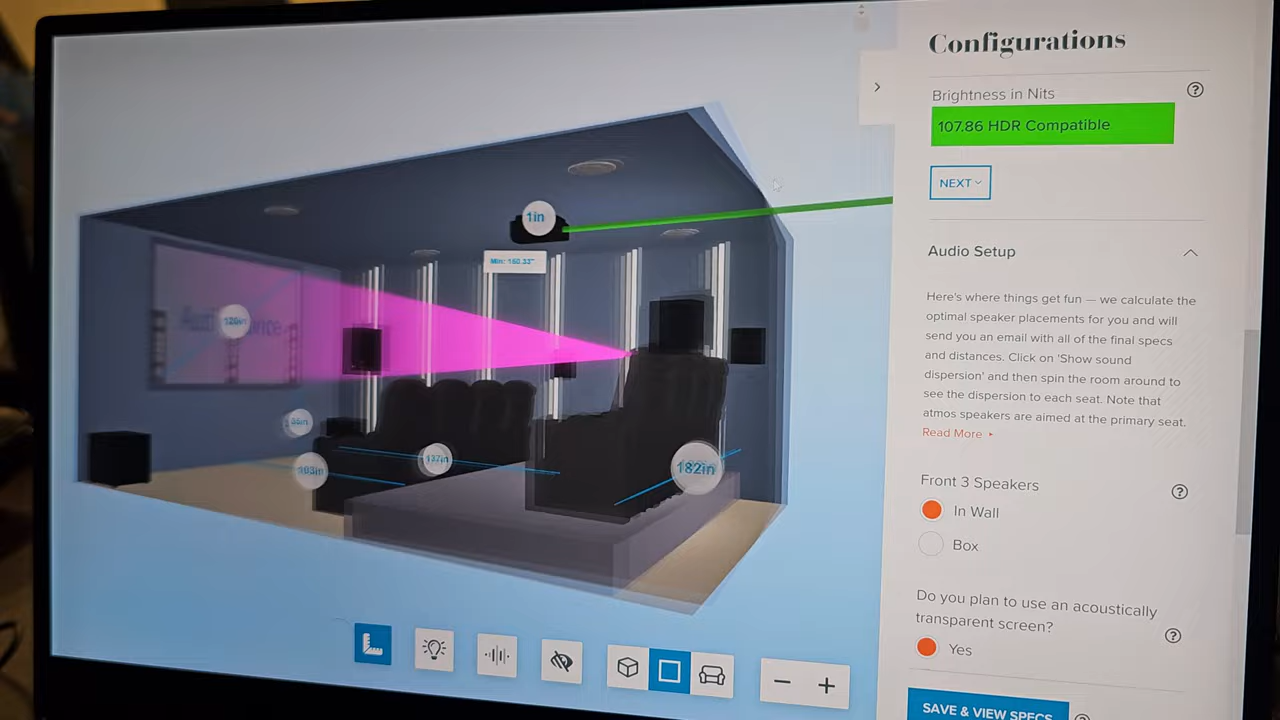 Configurations
Brightness in Nits
107.86 HDR Compatible
NEXT
Audio Setup
Here's where things get fun — we calculate the
optimal speaker placements for you and will
send you an email with all of the final specs
and distances. Click on 'Show sound
dispersion' and then spin the room around to
see the dispersion to each seat. Note that
atmos speakers are aimed at the primary seat.
Read More
Front 3 Speakers
In Wall
Box
Do you plan to use an acoustically
transparent screen?
Yes
SAVE & VIEW SPECS
1in
182in